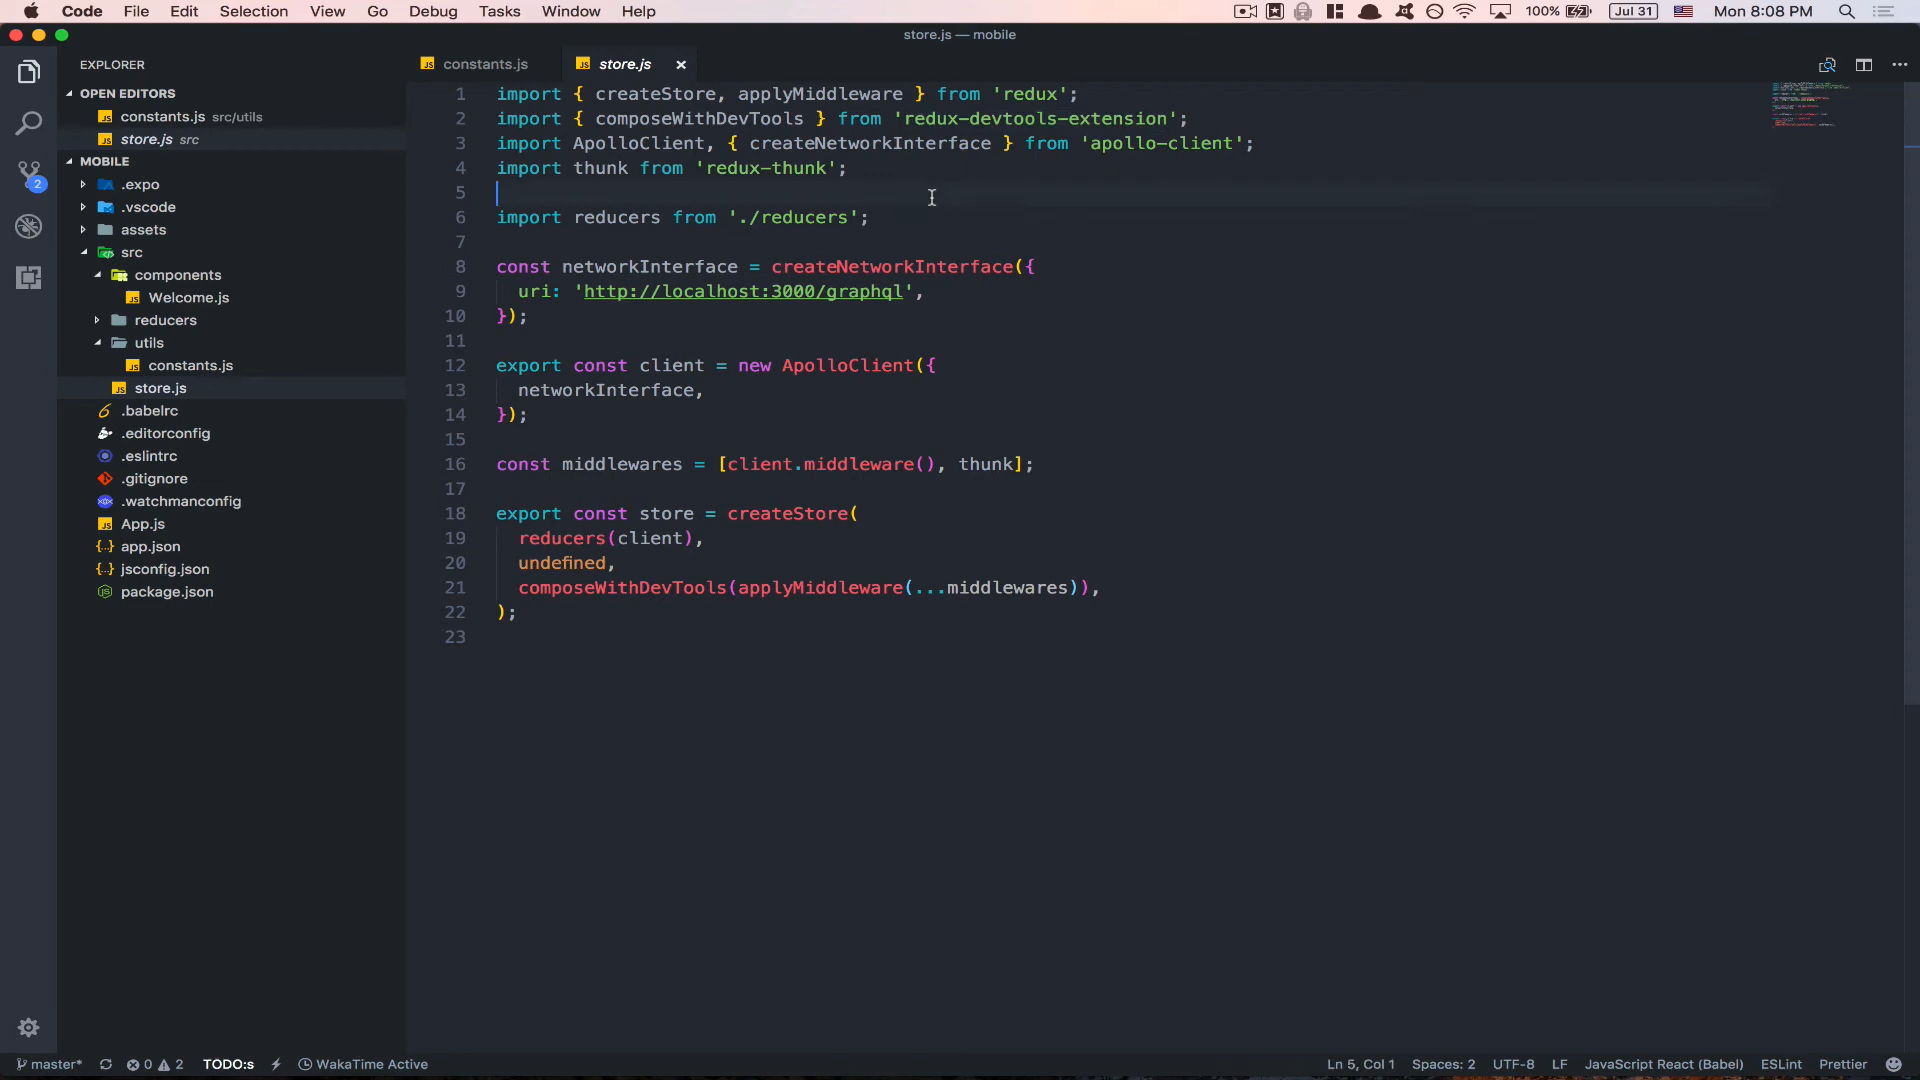 Code File Edit Selection View Go Debug Tasks Window Help 100% Jul 31 Mon 8:08 PM
store.js — mobile
EXPLORER
OPEN EDITORS
constants.js src/utils
store.js src
MOBILE
.expo
.vscode
assets
src
components
Welcome.js
reducers
utils
constants.js
store.js
.babelrc
.editorconfig
.eslintrc
.gitignore
.watchmanconfig
App.js
app.json
jsconfig.json
package.json
2
constants.js store.js
1 import { createStore, applyMiddleware } from 'redux';
2 import { composeWithDevTools } from 'redux-devtools-extension';
3 import ApolloClient, { createNetworkInterface } from 'apollo-client';
4 import thunk from 'redux-thunk';
5
6 import reducers from './reducers';
7
8 const networkInterface = createNetworkInterface({
9 uri: 'http://localhost:3000/graphql',
10 });
11
12 export const client = new ApolloClient({
13 networkInterface,
14 });
15
16 const middlewares = [client.middleware(), thunk];
17
18 export const store = createStore(
19 reducers(client),
20 undefined,
21 composeWithDevTools(applyMiddleware(...middlewares)),
22 );
23
master* 0 2 TODO:s WakaTime Active Ln 5, Col 1 Spaces: 2 UTF-8 LF JavaScript React (Babel) ESLint Prettier